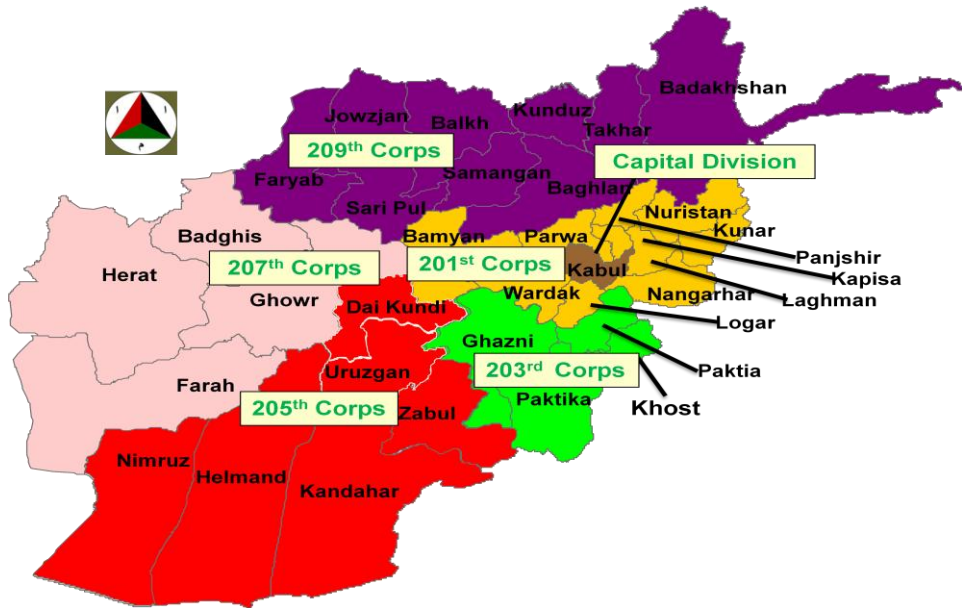 Badakhshan
Jowzjan
Balkh
Kunduz
Takhar
209th Corps
Capital Division
Faryab
Samangan
Baghlan
Sari Pul
Nuristan
Kunar
Badghis
Bamyan
Parwa
Panjshir
Herat
207th Corps
201st Corps
Kabul
Kapisa
Ghowr
Wardak
Nangarhar
Laghman
Dai Kundi
Logar
Ghazni
Farah
Uruzgan
203rd Corps
Paktia
205th Corps
Zabul
Paktika
Khost
Nimruz
Helmand
Kandahar